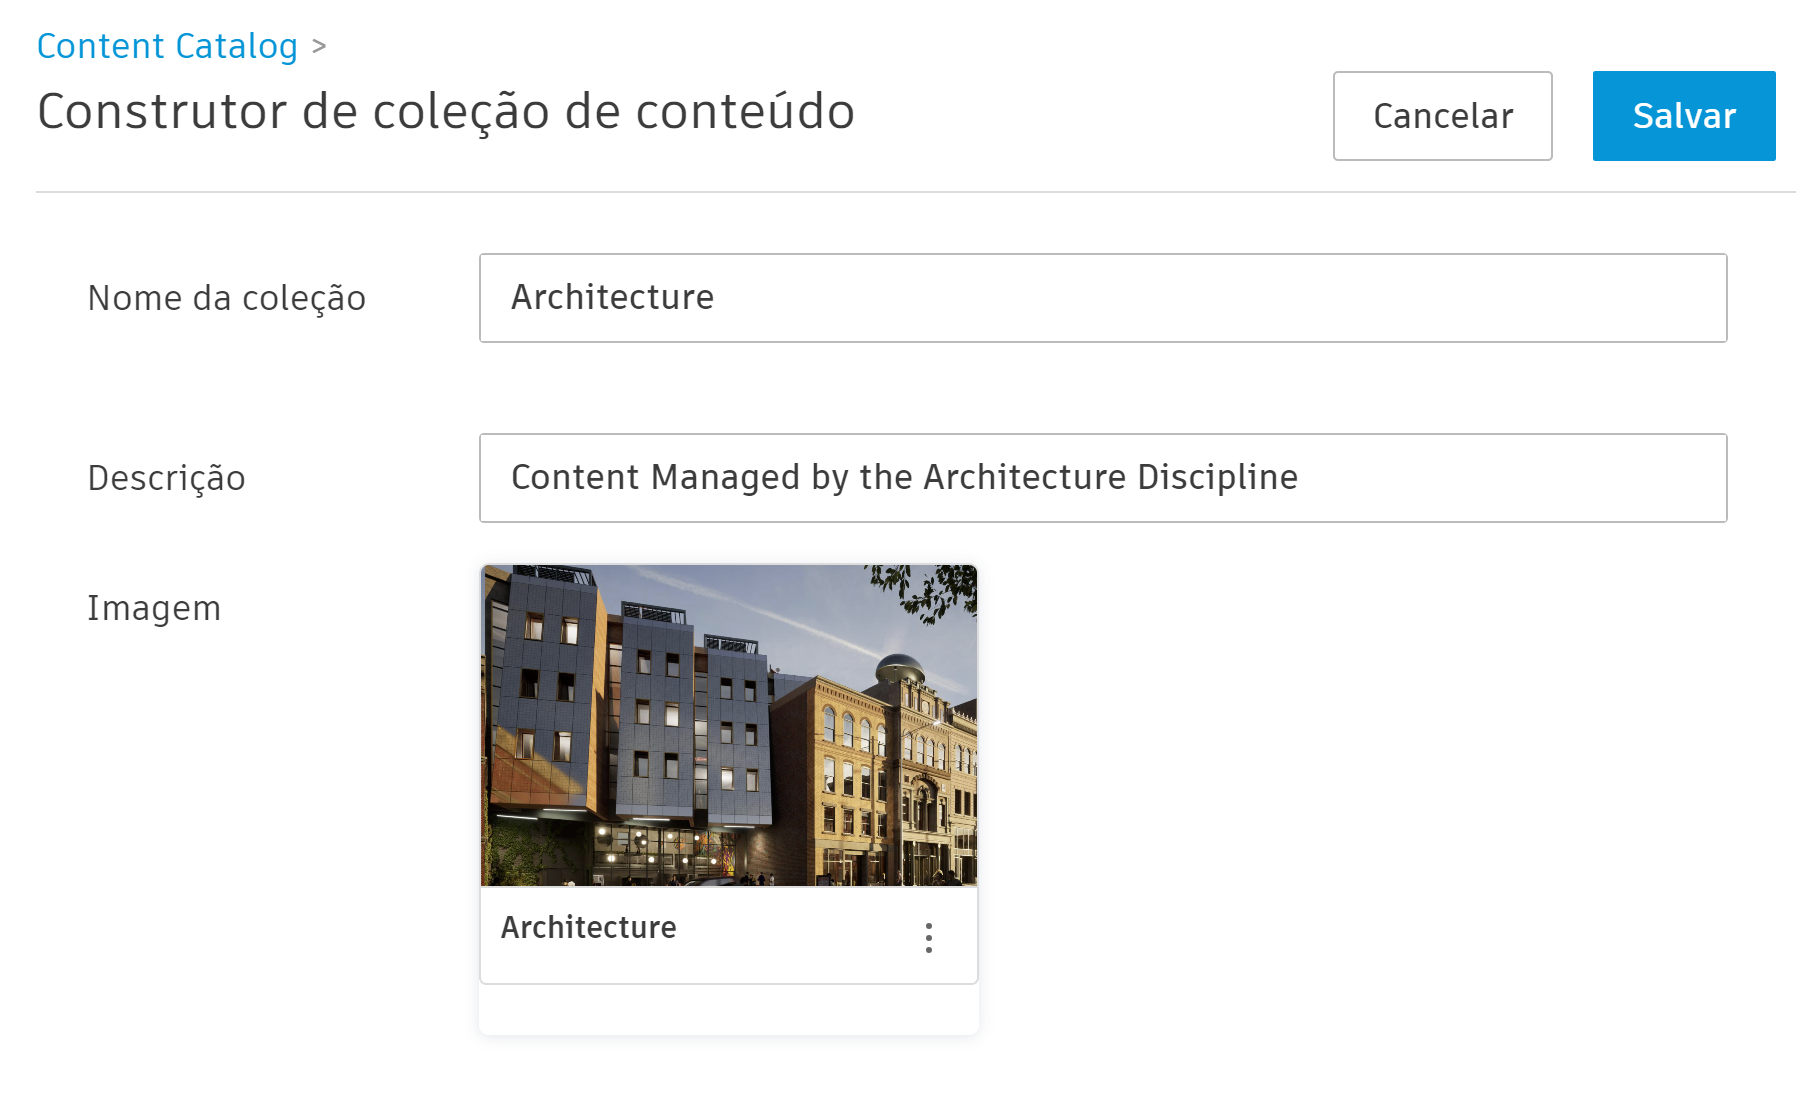 Content Catalog >
Construtor de coleção de conteúdo
Cancelar
Salvar
Nome da coleção
Architecture
Descrição
Content Managed by the Architecture Discipline
Imagem
Architecture